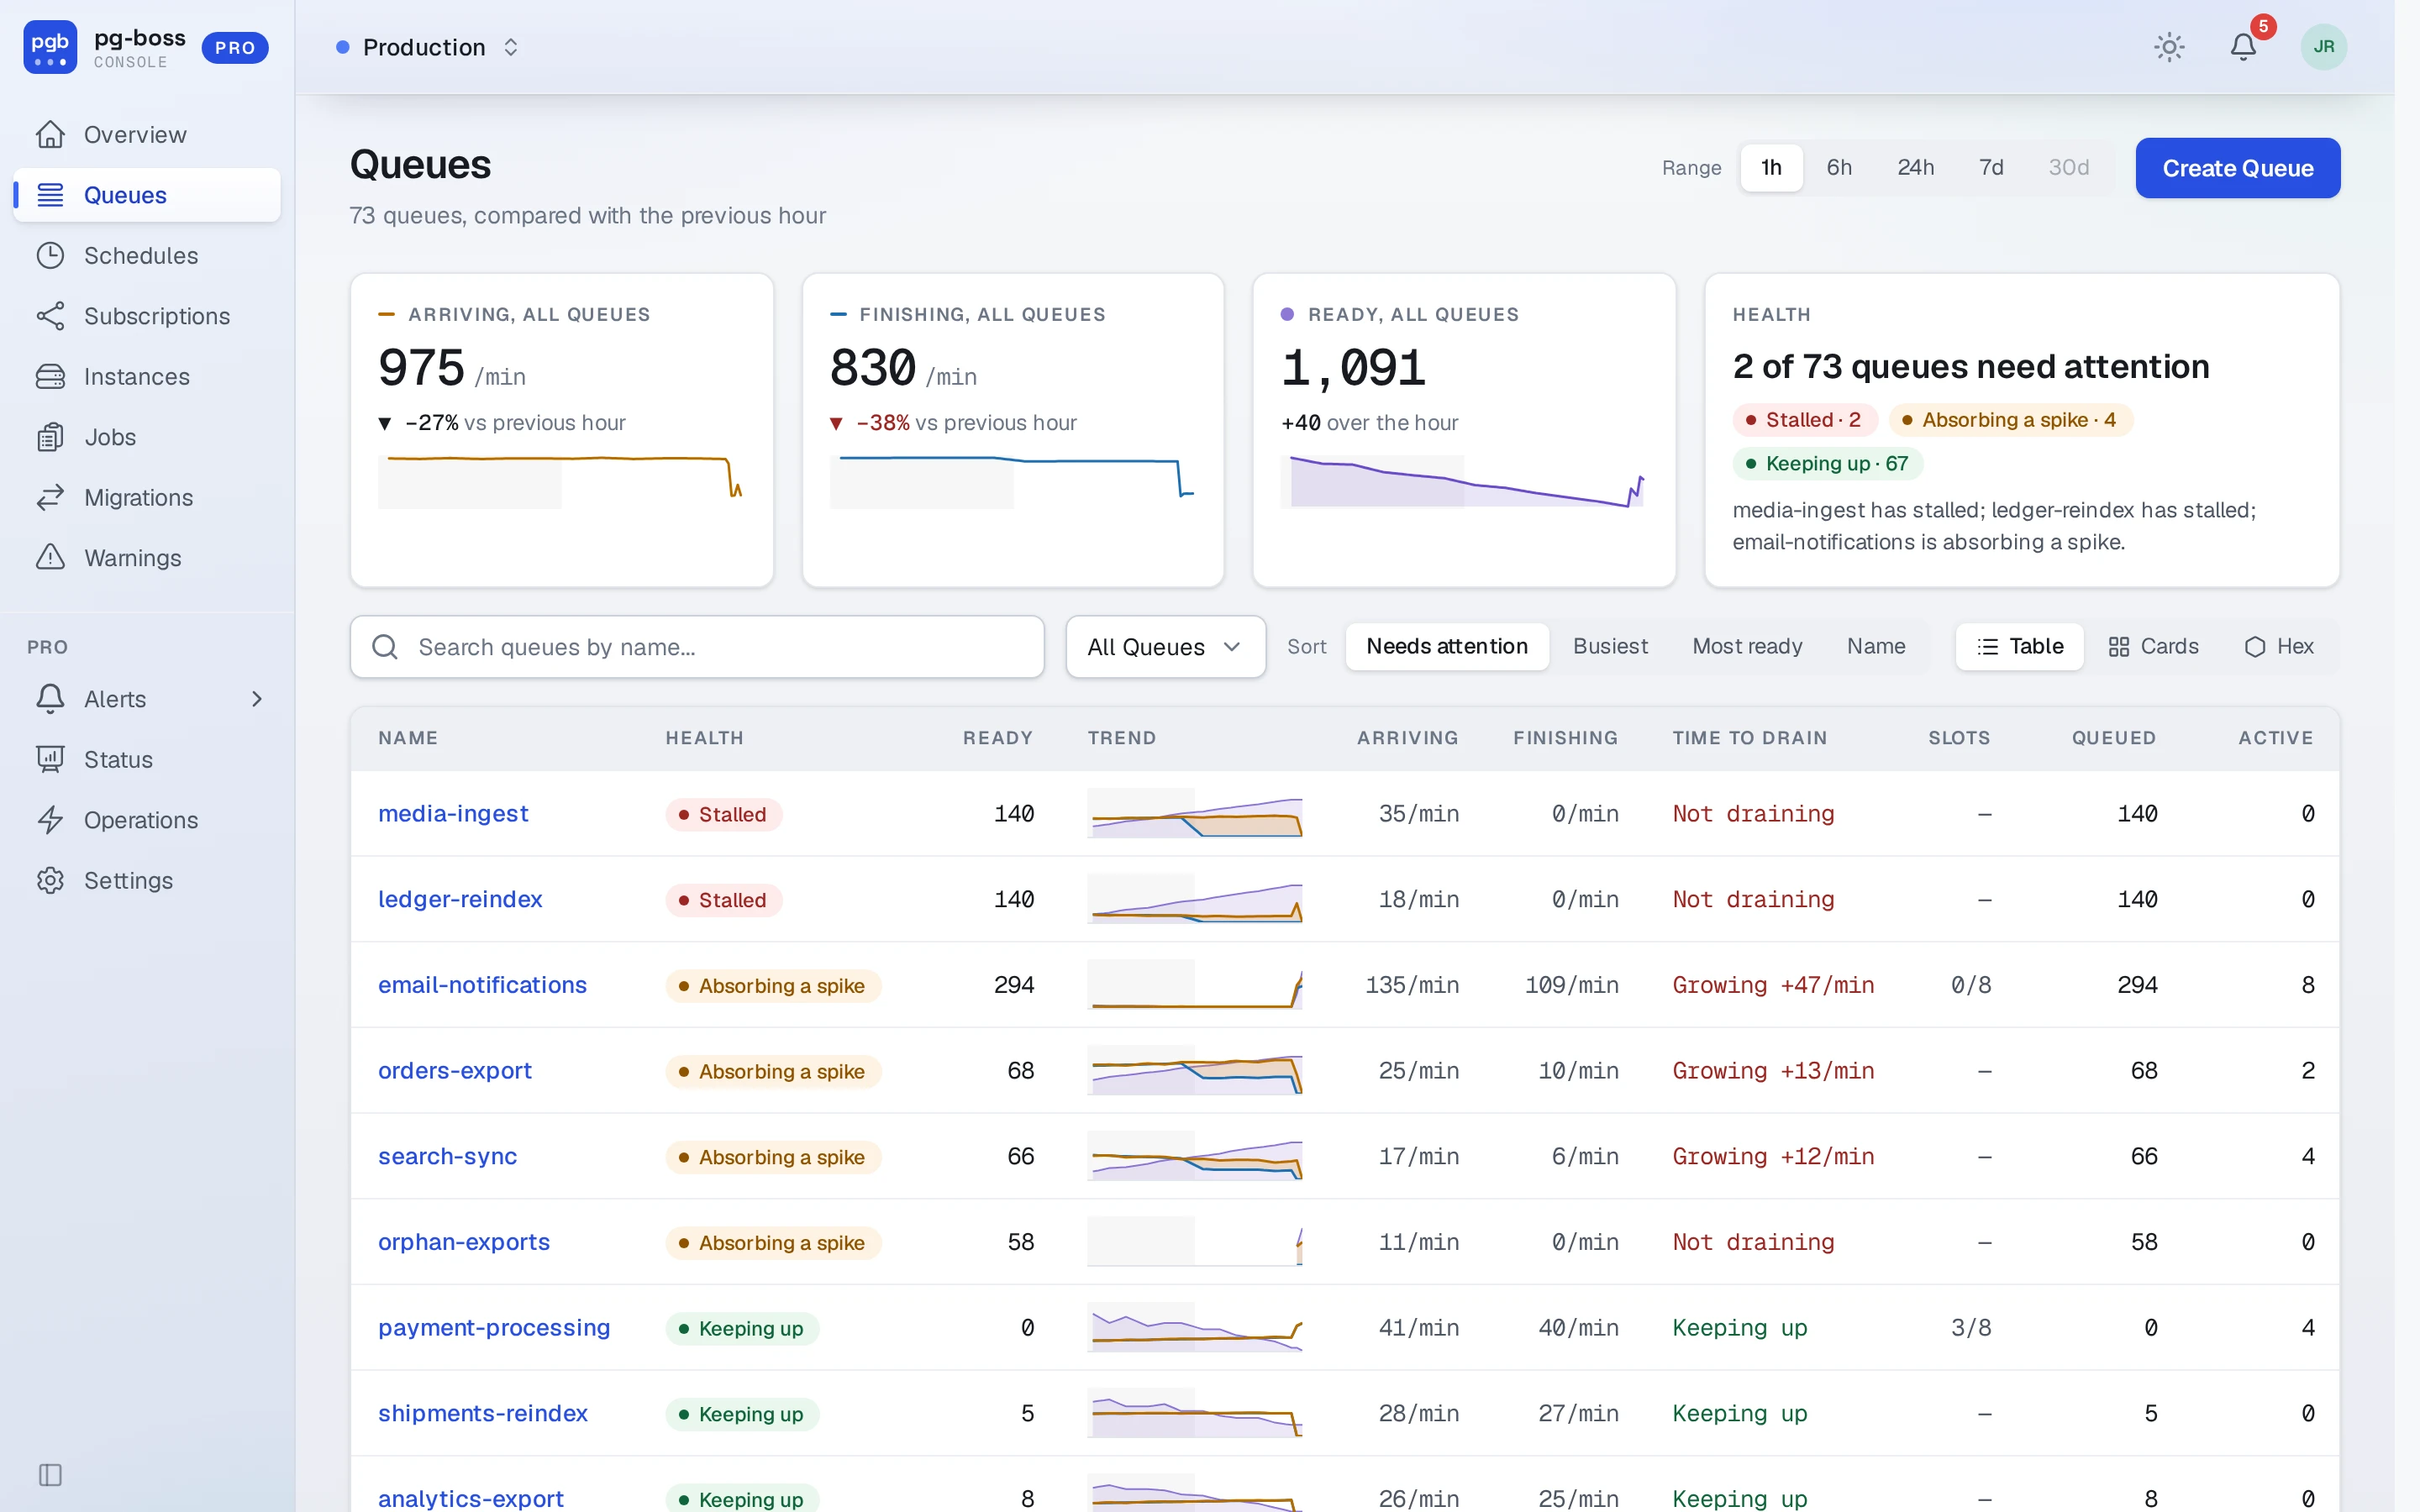 pgb
pg-boss
CONSOLE
PRO
Production
5
JR
Overview
Queues
Schedules
Subscriptions
Instances
Jobs
Migrations
Warnings
PRO
Alerts
Status
Operations
Settings
Queues
73 queues, compared with the previous hour
Range 1h 6h 24h 7d 30d
Create Queue
ARRIVING, ALL QUEUES
975 /min
▼ −27% vs previous hour
FINISHING, ALL QUEUES
830 /min
▼ −38% vs previous hour
READY, ALL QUEUES
1,091
+40 over the hour
HEALTH
2 of 73 queues need attention
Stalled · 2 Absorbing a spike · 4
Keeping up · 67
media-ingest has stalled; ledger-reindex has stalled;
email-notifications is absorbing a spike.
Search queues by name...
All Queues
Sort Needs attention Busiest Most ready Name
Table Cards Hex
NAME HEALTH READY TREND ARRIVING FINISHING TIME TO DRAIN SLOTS QUEUED ACTIVE
media-ingest Stalled 140 35/min 0/min Not draining – 140 0
ledger-reindex Stalled 140 18/min 0/min Not draining – 140 0
email-notifications Absorbing a spike 294 135/min 109/min Growing +47/min 0/8 294 8
orders-export Absorbing a spike 68 25/min 10/min Growing +13/min – 68 2
search-sync Absorbing a spike 66 17/min 6/min Growing +12/min – 66 4
orphan-exports Absorbing a spike 58 11/min 0/min Not draining – 58 0
payment-processing Keeping up 0 41/min 40/min Keeping up 3/8 0 4
shipments-reindex Keeping up 5 28/min 27/min Keeping up – 5 0
analytics-export Keeping up 8 26/min 25/min Keeping up – 8 0